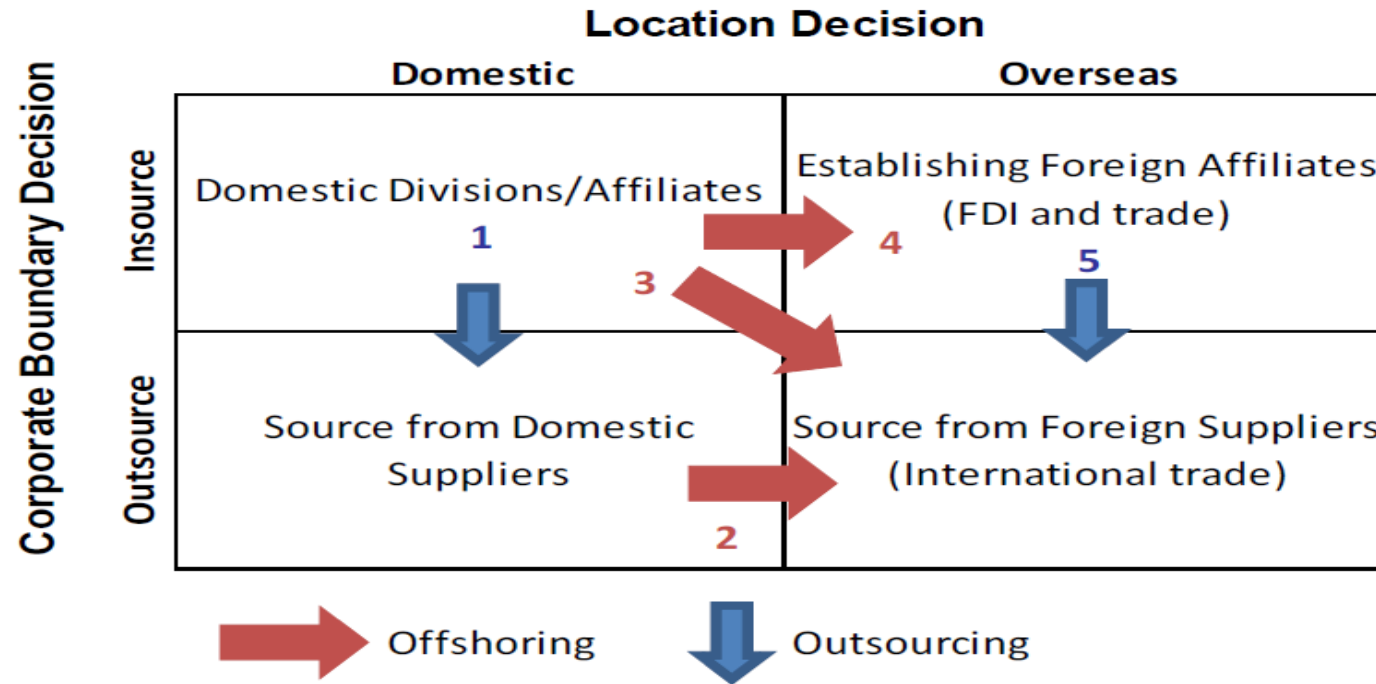 Location Decision
Domestic
Overseas
Corporate Boundary Decision
Insource
Domestic Divisions/Affiliates
1
Establishing Foreign Affiliates
(FDI and trade)
4
5
3
Outsource
Source from Domestic
Suppliers
2
Source from Foreign Suppliers
(International trade)
Offshoring
Outsourcing